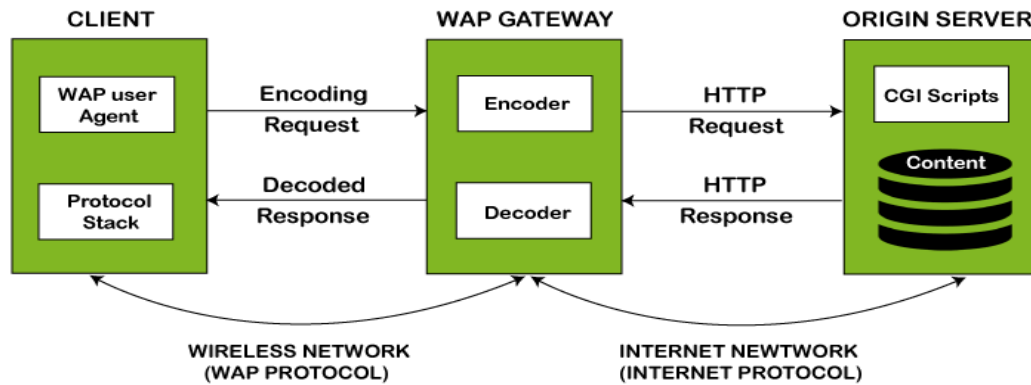 CLIENT
WAP GATEWAY
ORIGIN SERVER
WAP user
Agent
Encoding
Request
Encoder
HTTP
Request
CGI Scripts
Content
Protocol
Stack
Decoded
Response
Decoder
HTTP
Response
WIRELESS NETWORK
(WAP PROTOCOL)
INTERNET NEWTWORK
(INTERNET PROTOCOL)